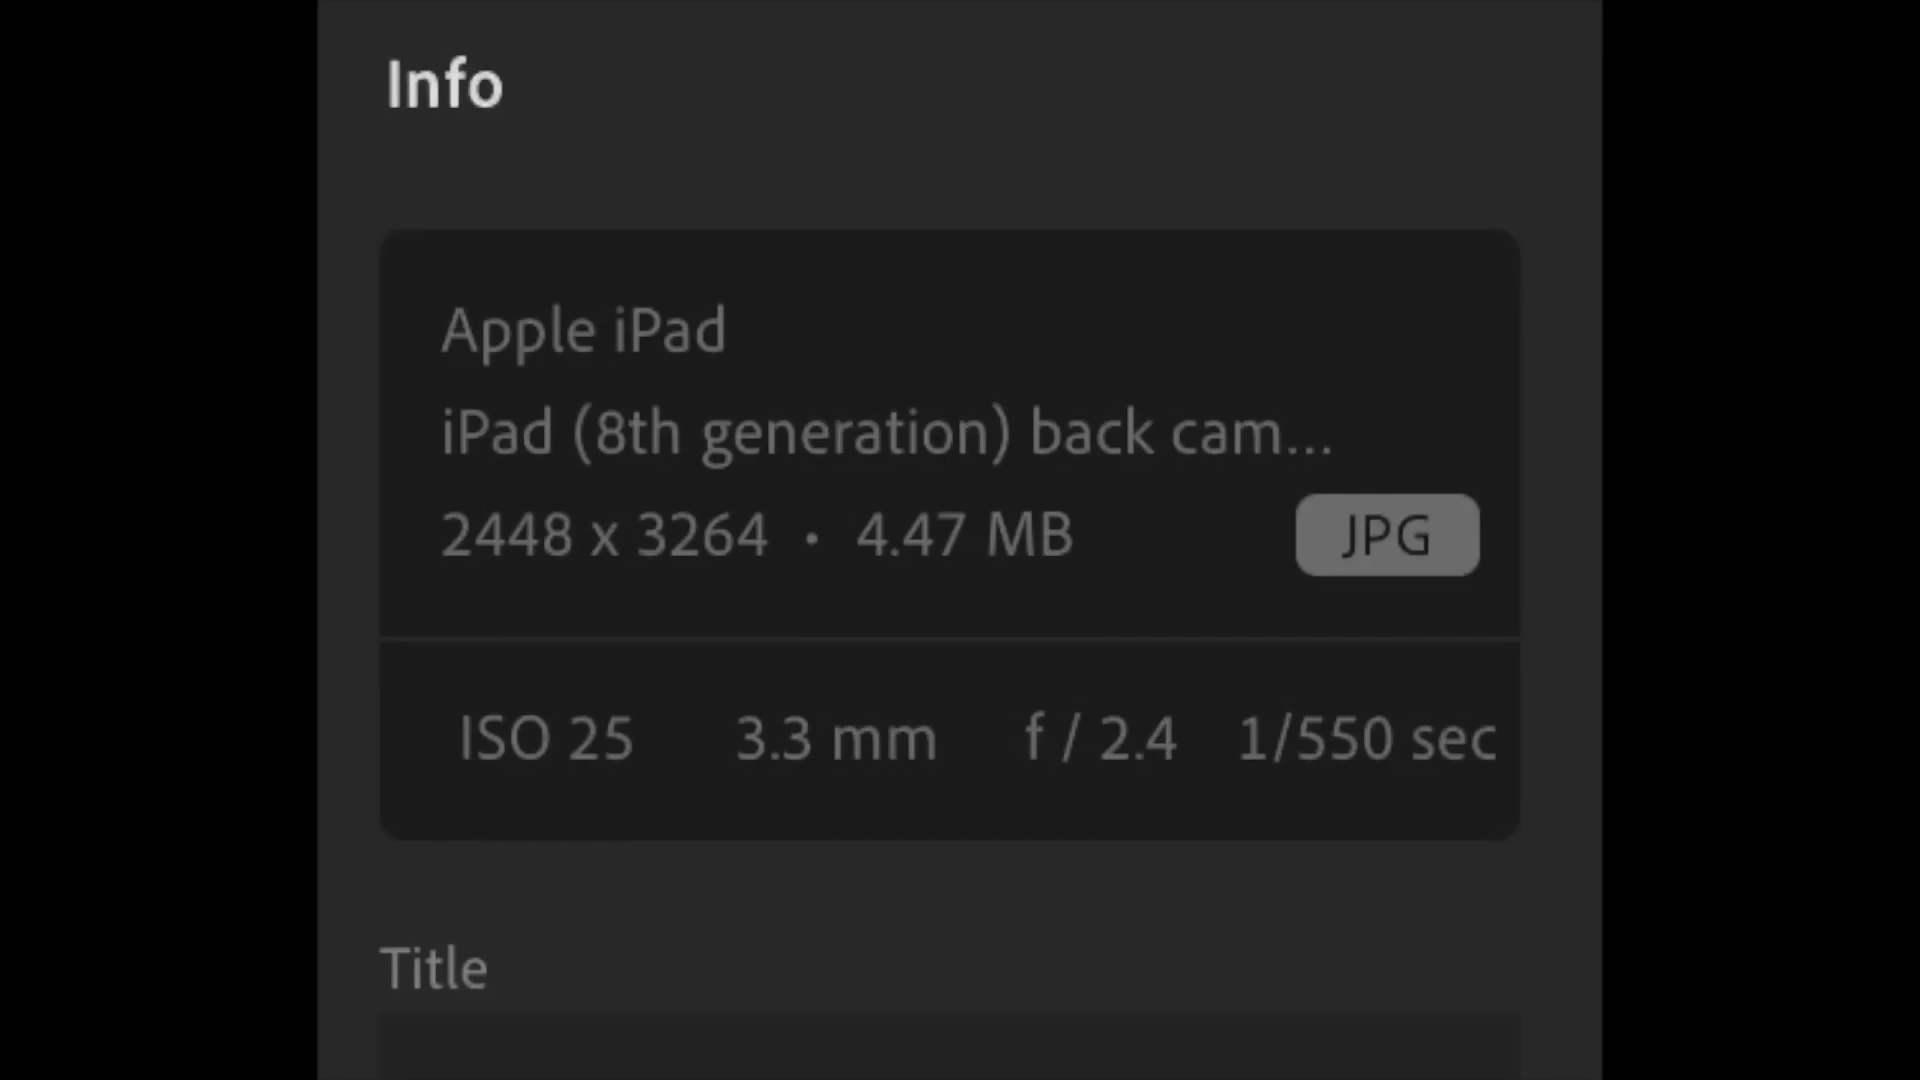 Info
Apple iPad
iPad (8th generation) back cam...
2448 x 3264 • 4.47 MB
JPG
ISO 25 3.3 mm f / 2.4 1/550 sec
Title